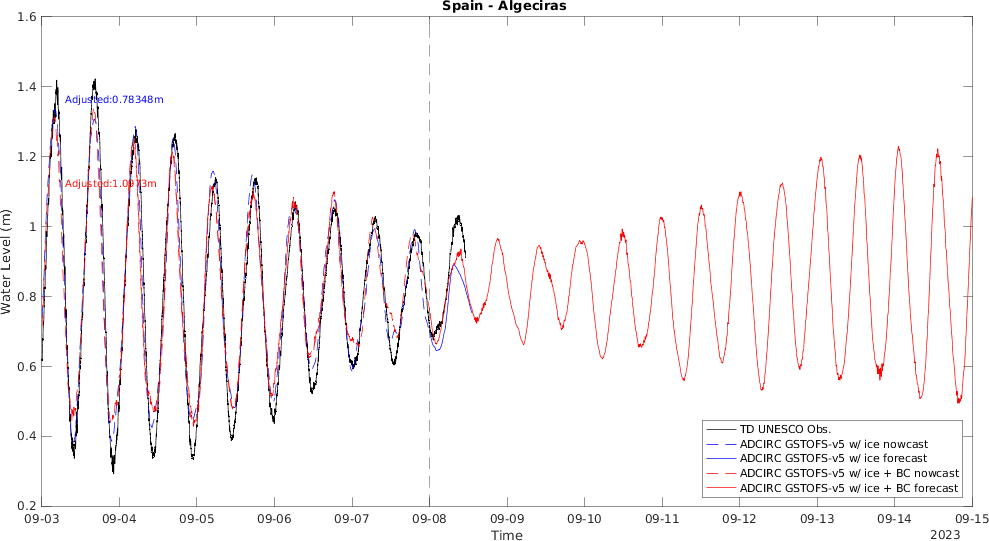 Spain - Algeciras
1.6
1.4
1.2
1
0.8
0.6
0.4
0.2
Water Level (m)
Adjusted:0.78348m
Adjusted:1.0973m
TD UNESCO Obs.
ADCIRC GSTOFS-v5 w/ ice nowcast
ADCIRC GSTOFS-v5 w/ ice forecast
ADCIRC GSTOFS-v5 w/ ice + BC nowcast
ADCIRC GSTOFS-v5 w/ ice + BC forecast
09-03 09-04 09-05 09-06 09-07 09-08 09-09 09-10 09-11 09-12 09-13 09-14 09-15
Time
2023